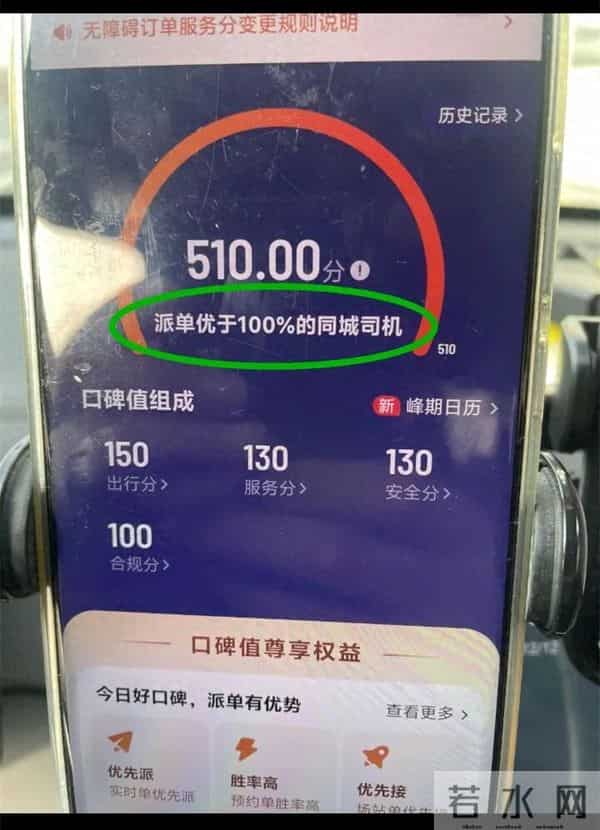 无障碍订单服务分变更规则说明 >
历史记录 >
510.00分
派单优于100%的同城司机
510
口碑值组成
新 峰期日历 >
150 130 130
出行分> 服务分> 安全分>
100
合规分>
口碑值尊享权益
今日好口碑，派单有优势 查看更多 >
优先派 胜率高 优先接
实时单优先派 预约单胜率高 场站单优先
若水网